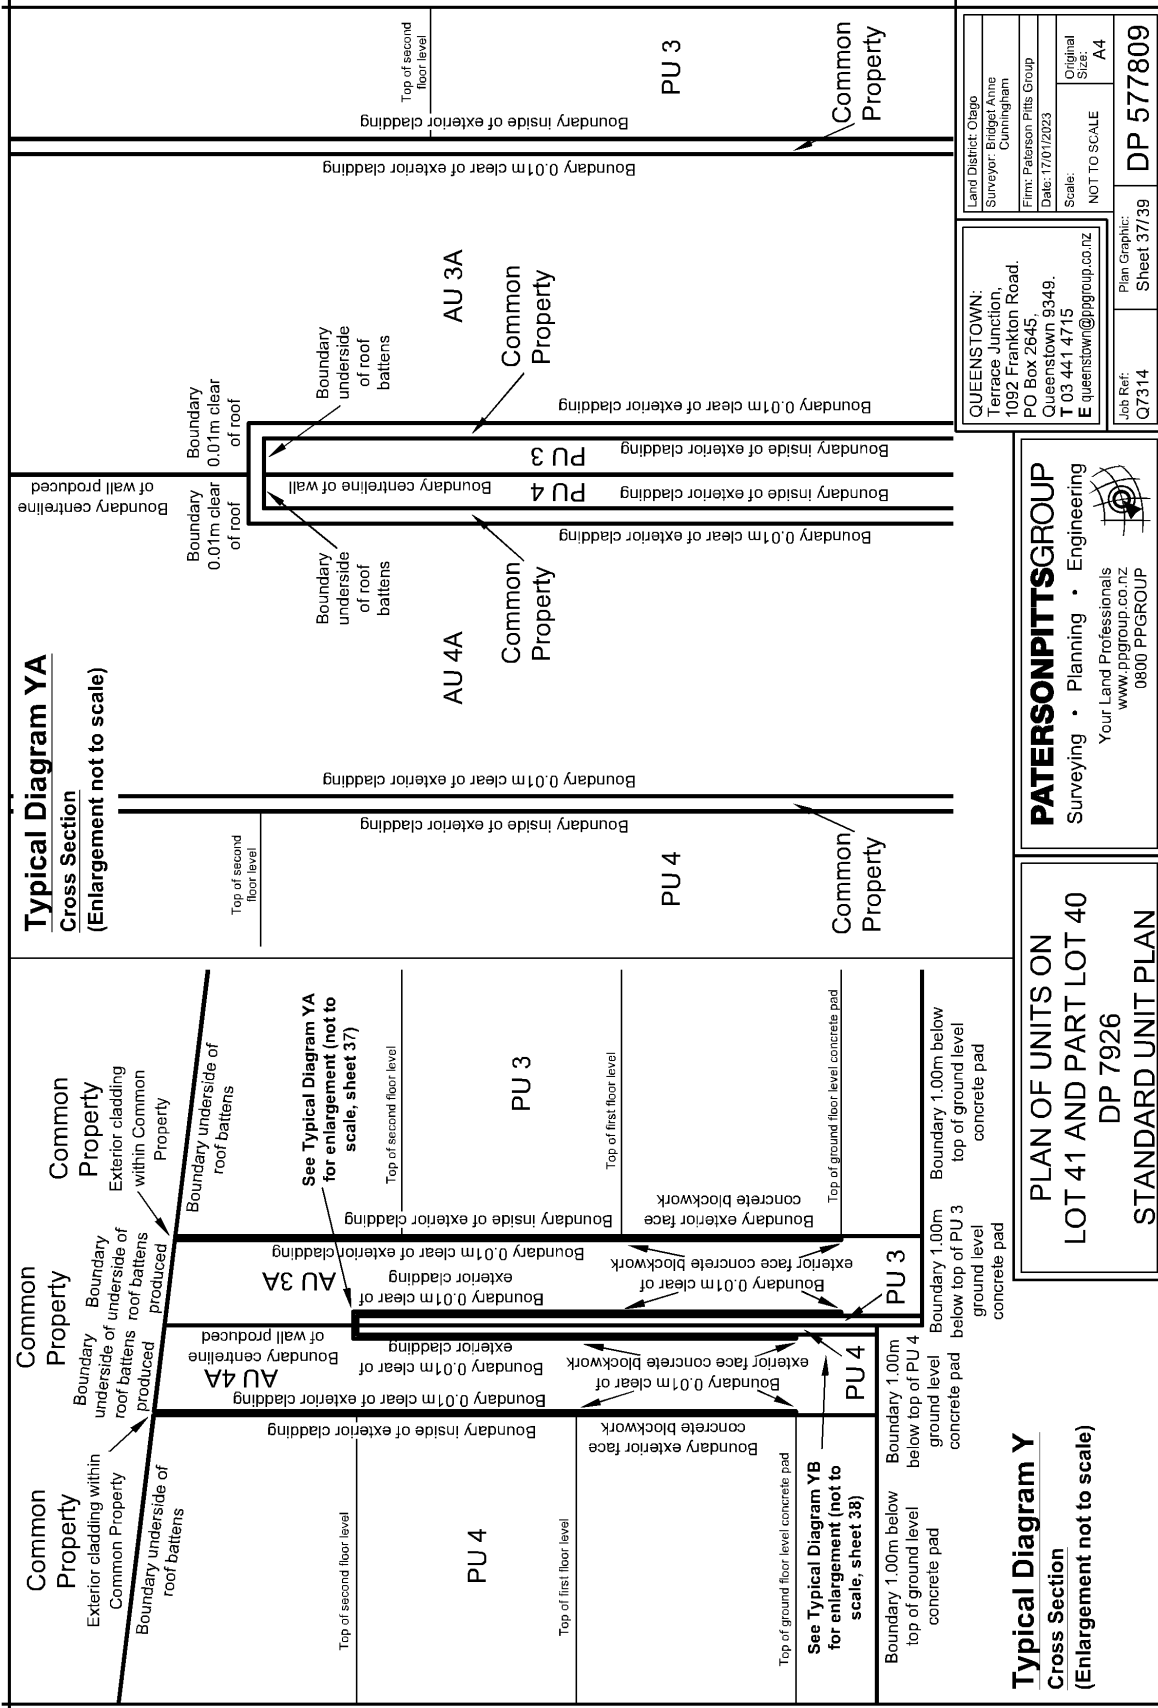 Typical Diagram YA
Cross Section
(Enlargement not to scale)
Boundary centreline
of wall produced
Boundary
0.01m clear
of roof
Boundary
0.01m clear
of roof
Boundary
underside
of roof
battens
Boundary
underside
of roof
battens
Top of second
floor level
Top of second
floor level
Boundary inside of exterior cladding
Boundary 0.01m clear of exterior cladding
Boundary 0.01m clear of exterior cladding
Boundary inside of exterior cladding
Boundary centreline of wall
Boundary inside of exterior cladding
Boundary 0.01m clear of exterior cladding
Boundary 0.01m clear of exterior cladding
Boundary inside of exterior cladding
PU 4
AU 4A
PU 4
PU 3
AU 3A
PU 3
Common
Property
Common
Property
Common
Property
Common
Property
Common
Property
Common
Property
Common
Property
Exterior cladding within
Common Property
Boundary underside of
roof battens
Boundary
underside of
roof battens
produced
Boundary
underside of
roof battens
produced
Exterior cladding
within Common
Property
Boundary underside of
roof battens
See Typical Diagram YA
for enlargement (not to
scale, sheet 37)
Top of second floor level
Top of first floor level
Top of ground floor level concrete pad
Top of second floor level
Top of first floor level
Top of ground floor level concrete pad
PU 4
PU 3
AU 4A
AU 3A
Boundary centreline
of wall produced
Boundary inside of exterior cladding
Boundary 0.01m clear of exterior cladding
Boundary 0.01m clear of
exterior cladding
Boundary 0.01m clear of
exterior cladding
Boundary 0.01m clear of exterior cladding
Boundary inside of exterior cladding
Boundary exterior face
concrete blockwork
Boundary 0.01m clear of
exterior face concrete blockwork
Boundary 0.01m clear of
exterior face concrete blockwork
Boundary exterior face
concrete blockwork
See Typical Diagram YB
for enlargement (not to
scale, sheet 38)
PU 4
PU 3
Boundary 1.00m below
top of ground level
concrete pad
Boundary 1.00m
below top of PU 4
ground level
concrete pad
Boundary 1.00m
below top of PU 3
ground level
concrete pad
Boundary 1.00m below
top of ground level
concrete pad
Typical Diagram Y
Cross Section
(Enlargement not to scale)
PLAN OF UNITS ON
LOT 41 AND PART LOT 40
DP 7926
STANDARD UNIT PLAN
PATERSONPITTSGROUP
Surveying • Planning • Engineering
Your Land Professionals
www.ppgroup.co.nz
0800 PPGROUP
QUEENSTOWN:
Terrace Junction,
1092 Frankton Road.
PO Box 2645,
Queenstown 9349.
T 03 441 4715
E queenstown@ppgroup.co.nz
Land District: Otago
Surveyor: Bridget Anne
Cunningham
Firm: Paterson Pitts Group
Date: 17/01/2023
Scale:
NOT TO SCALE
Original
Size:
A4
Job Ref:
Q7314
Plan Graphic:
Sheet 37/39
DP 577809